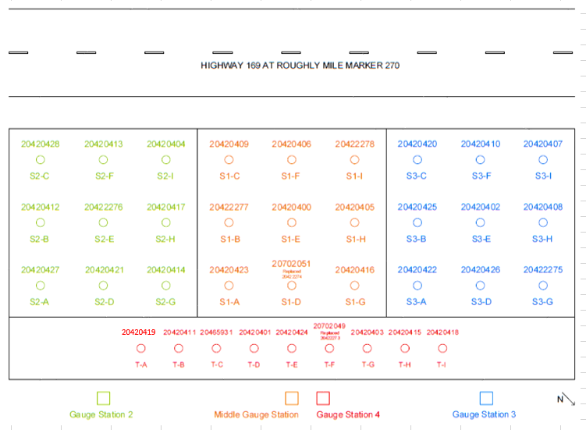 HIGHWAY 169 AT ROUGHLY MILE MARKER 270
20420428 20420413 20420404 20420409 20420406 20422278 20420420 20420410 20420407
S2-C S2-F S2-I S1-C S1-F S1-I S3-C S3-F S3-I
20420412 20422276 20420417 20422277 20420400 20420405 20420425 20420402 20420408
S2-B S2-E S2-H S1-B S1-E S1-H S3-B S3-E S3-H
20420427 20420421 20420414 20420423 20702051 20420416 20420422 20420426 20422275
Replaced
S2-A S2-D S2-G S1-A S1-D S1-G S3-A S3-D S3-G
20420419 20420411 20465931 20420401 20420424 20702049 20420403 20420415 20420418
Replaced
T-A T-B T-C T-D T-E T-F T-G T-H T-I
N
Gauge Station 2 Middle Gauge Station Gauge Station 4 Gauge Station 3